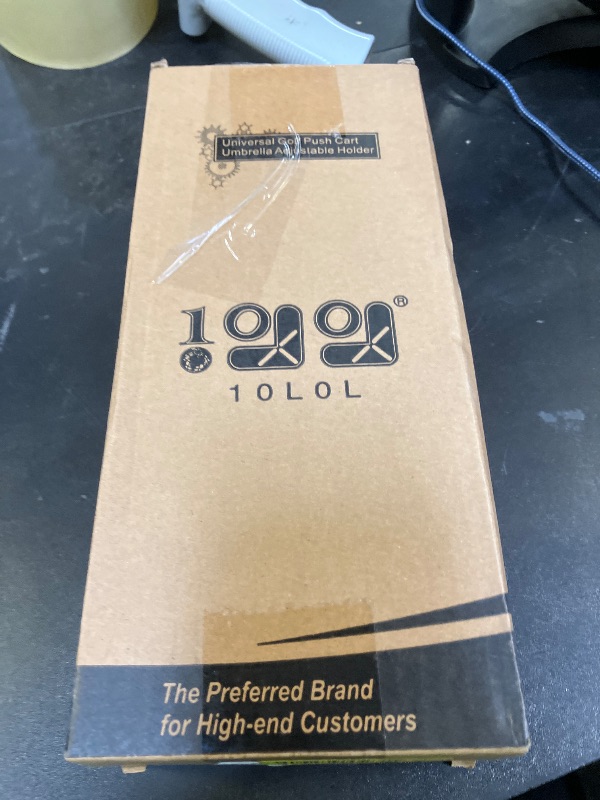 Universal Golf Push Cart
Umbrella Adjustable Holder
®
10L0L
The Preferred Brand
for High-end Customers